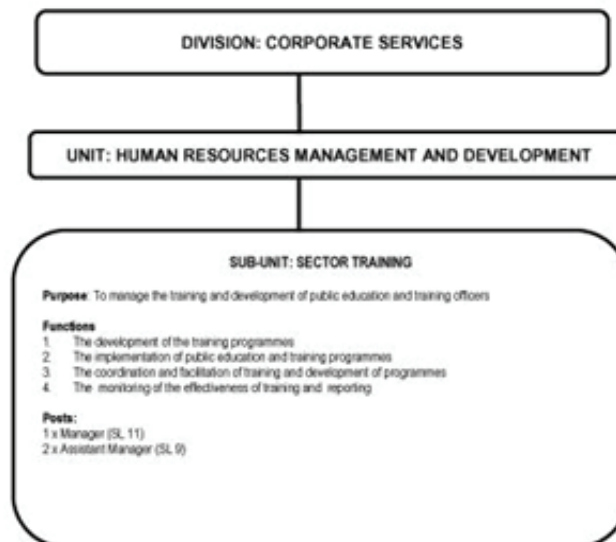 DIVISION: CORPORATE SERVICES
UNIT: HUMAN RESOURCES MANAGEMENT AND DEVELOPMENT
SUB-UNIT: SECTOR TRAINING
Purpose: To manage the training and development of public education and training officers
Functions
1. The development of the training programmes
2. The implementation of public education and training programmes
3. The coordination and facilitation of training and development of programmes
4. The monitoring of the effectiveness of training and reporting
Posts:
1 x Manager (SL 11)
2 x Assistant Manager (SL 9)